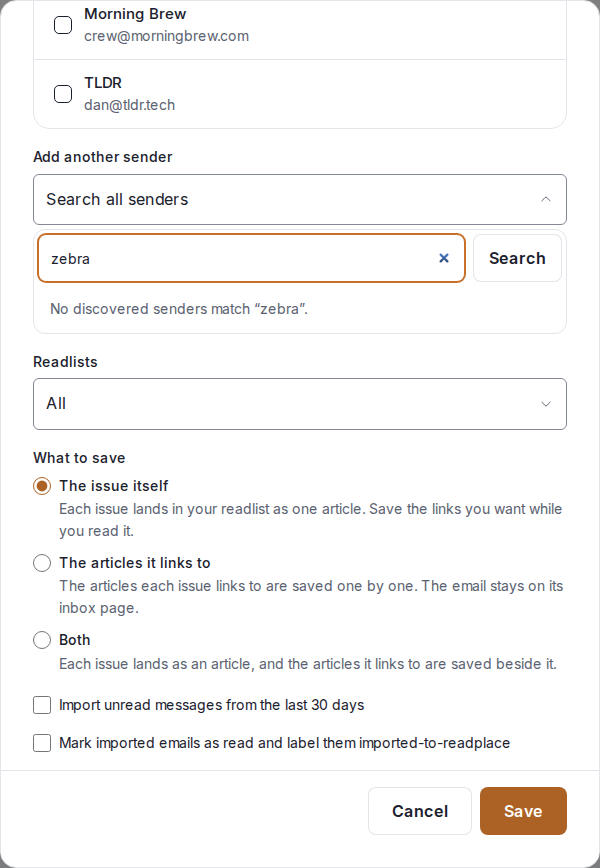 Morning Brew
crew@morningbrew.com
TLDR
dan@tldr.tech
Add another sender
Search all senders
zebra
Search
No discovered senders match “zebra”.
Readlists
All
What to save
The issue itself
Each issue lands in your readlist as one article. Save the links you want while
you read it.
The articles it links to
The articles each issue links to are saved one by one. The email stays on its
inbox page.
Both
Each issue lands as an article, and the articles it links to are saved beside it.
Import unread messages from the last 30 days
Mark imported emails as read and label them imported-to-readplace
Cancel
Save